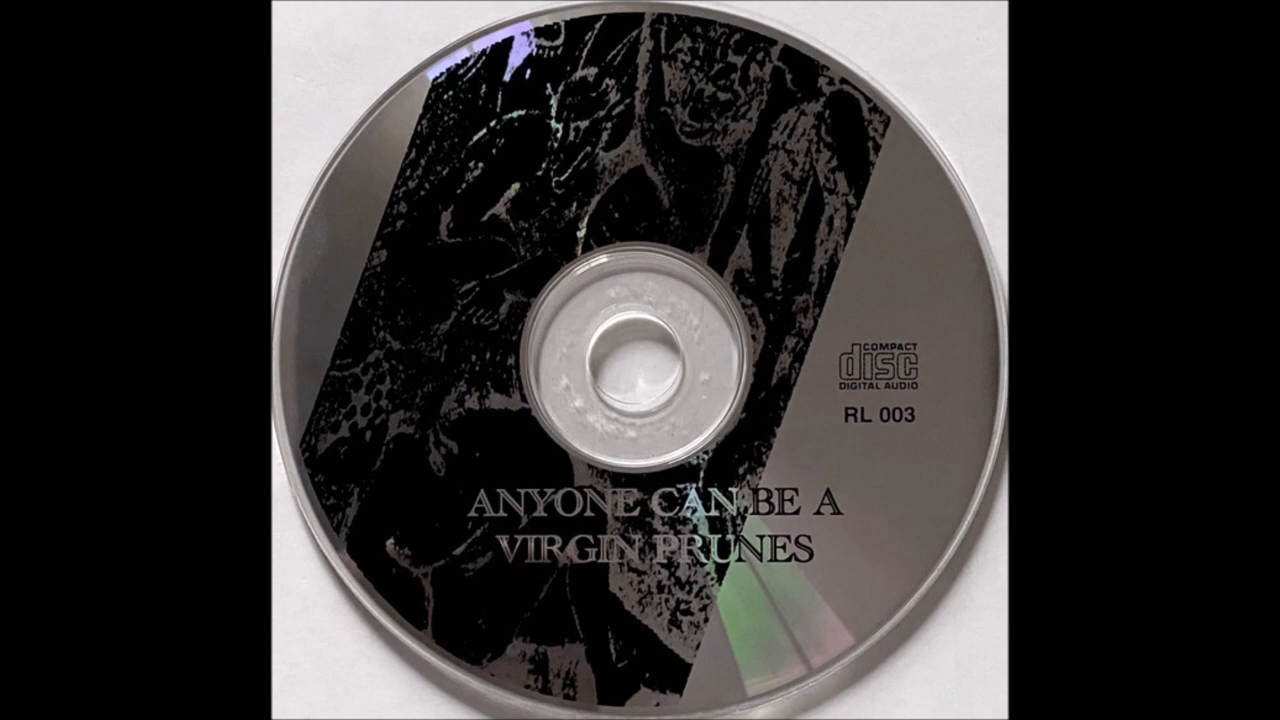 COMPACT
disc
DIGITAL AUDIO
RL 003
ANYONE CAN BE A
VIRGIN PRUNES